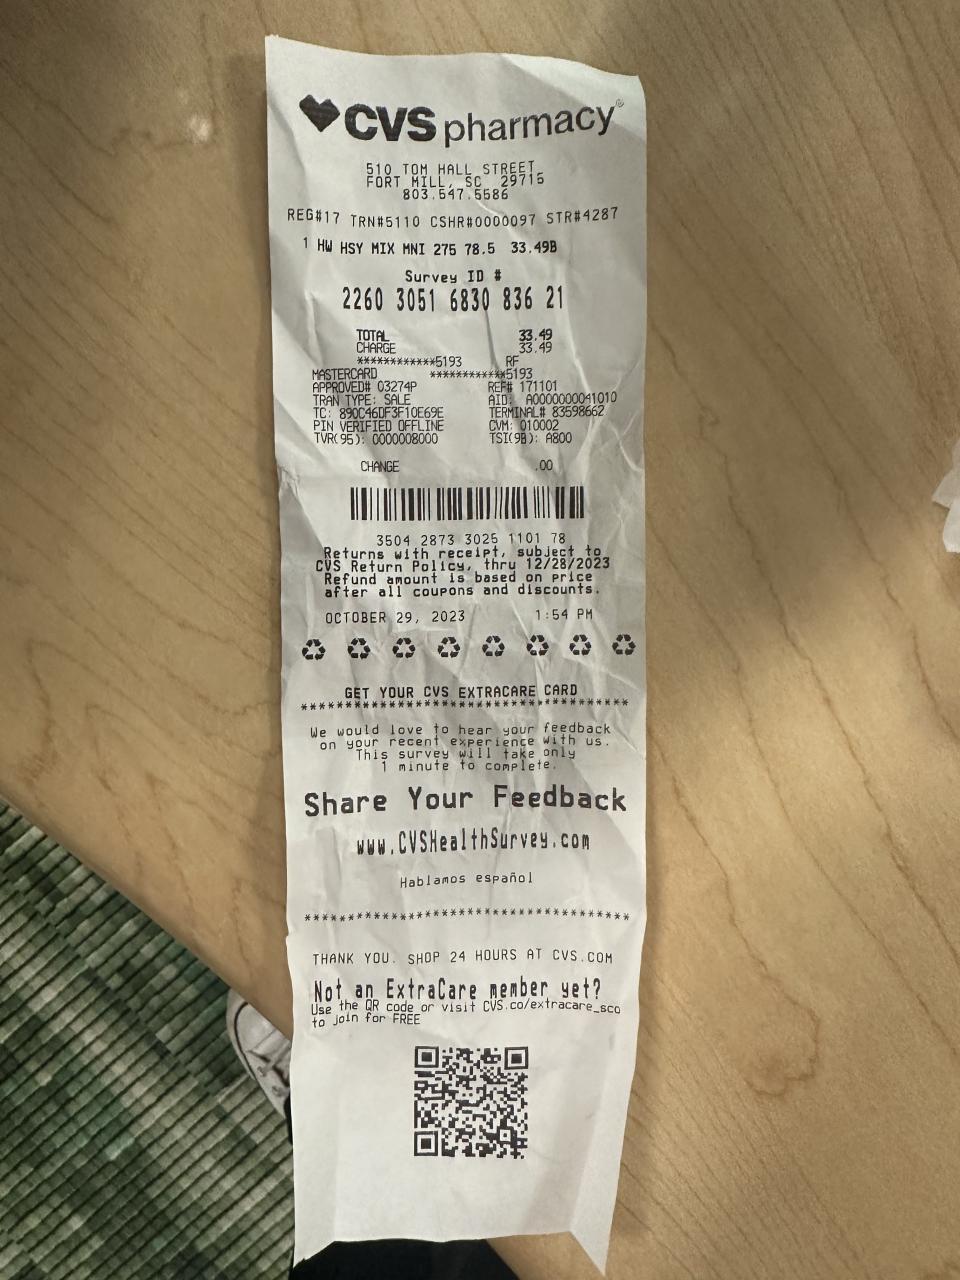 CVS pharmacy®
510 TOM HALL STREET
FORT MILL, SC 29715
803.547.5586
REG#17 TRN#5110 CSHR#0000097 STR#4287
1 HW HSY MIX MNI 275 78.5 33.49B
Survey ID #
2260 3051 6830 836 21
TOTAL 33.49
CHARGE 33.49
************5193 RF
MASTERCARD ************5193
APPROVED# 03274P REF# 171101
TRAN TYPE: SALE AID: A0000000041010
TC: 890C46DF3F10E69E TERMINAL# 83598662
PIN VERIFIED OFFLINE CVM: 010002
TVR(95): 0000008000 TSI(9B): A800
CHANGE .00
3504 2873 3025 1101 78
Returns with receipt, subject to
CVS Return Policy, thru 12/28/2023
Refund amount is based on price
after all coupons and discounts.
OCTOBER 29, 2023 1:54 PM
GET YOUR CVS EXTRACARE CARD
**************************************
We would love to hear your feedback
on your recent experience with us.
This survey will take only
1 minute to complete.
Share Your Feedback
www.CVSHealthSurvey.com
Hablamos español
**************************************
THANK YOU. SHOP 24 HOURS AT CVS.COM
Not an ExtraCare member yet?
Use the QR code or visit CVS.co/extracare_sco
to join for FREE